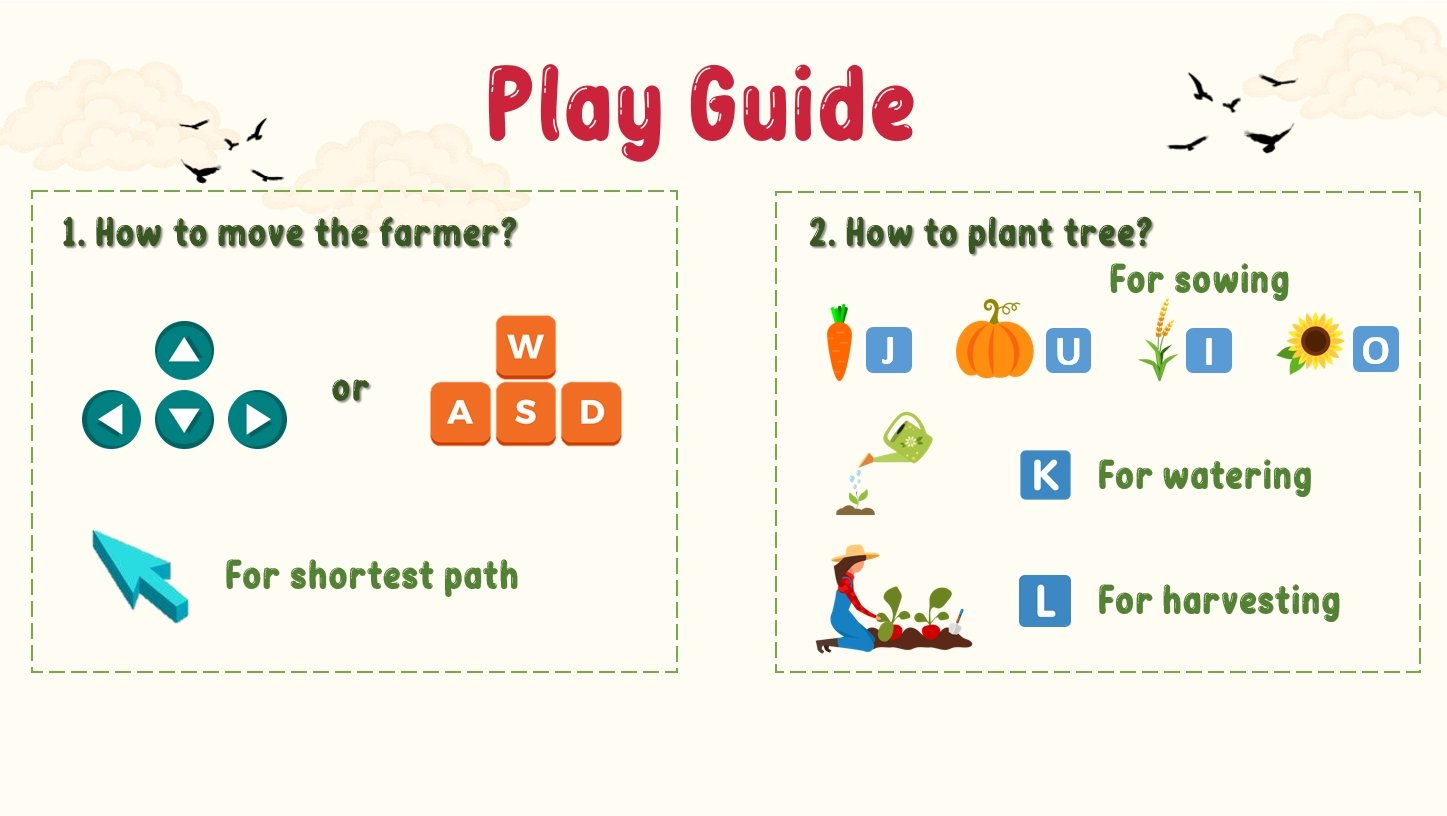 Play Guide
1. How to move the farmer?
or
W
A S D
For shortest path
2. How to plant tree?
For sowing
J U I O
K For watering
L For harvesting